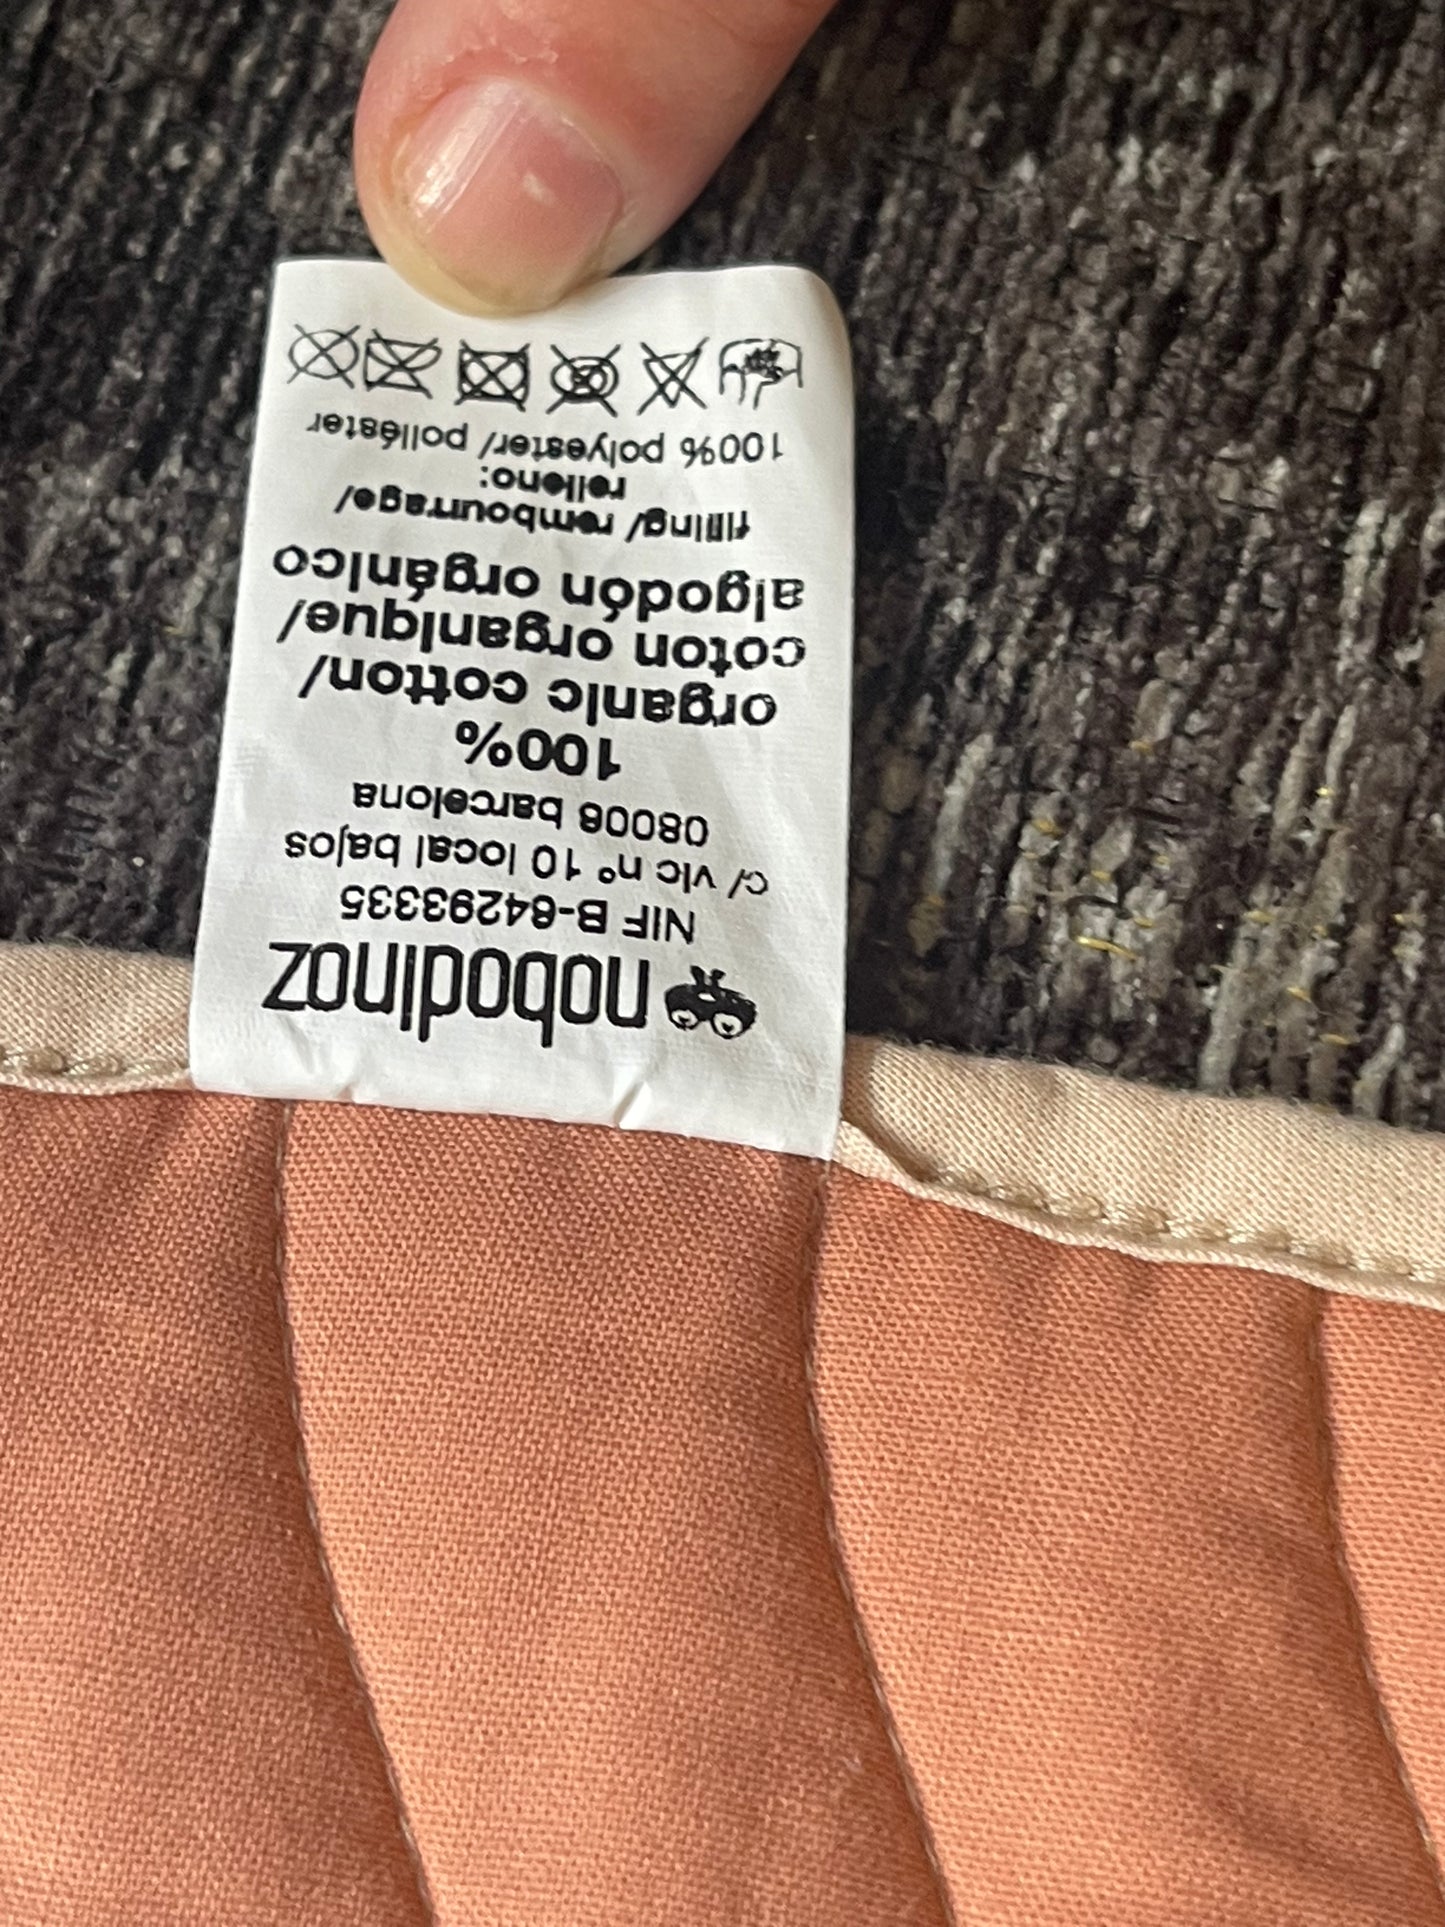 nobodinoz
NIF B-64293335
c/ vic nº 10 local bajos
08006 barcelona
100%
organic cotton/
coton organique/
algodón orgánico
filling/ rembourrage/
relleno:
100% polyester/ poliéster